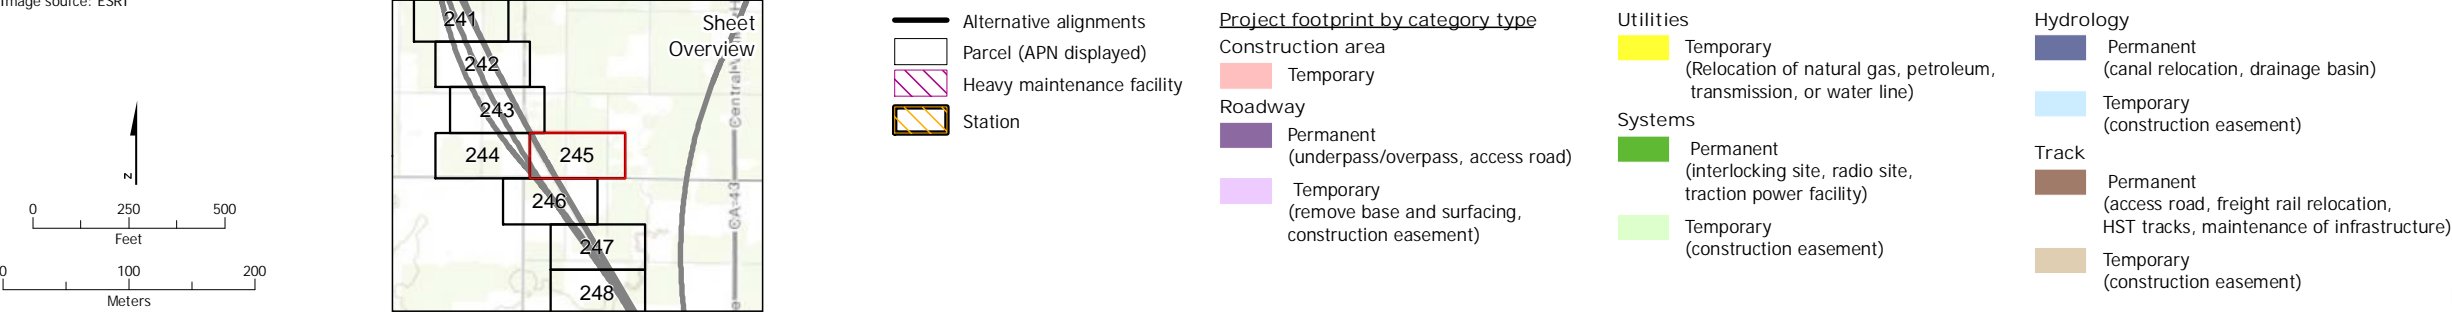 Image source: ESRI
N
0 250 500
Feet
0 100 200
Meters
Sheet
Overview
241
242
243
244
245
246
247
248
CA-43
Alternative alignments
Parcel (APN displayed)
Heavy maintenance facility
Station
Project footprint by category type
Construction area
Temporary
Roadway
Permanent
(underpass/overpass, access road)
Temporary
(remove base and surfacing,
construction easement)
Utilities
Temporary
(Relocation of natural gas, petroleum,
transmission, or water line)
Systems
Permanent
(interlocking site, radio site,
traction power facility)
Temporary
(construction easement)
Hydrology
Permanent
(canal relocation, drainage basin)
Temporary
(construction easement)
Track
Permanent
(access road, freight rail relocation,
HST tracks, maintenance of infrastructure)
Temporary
(construction easement)